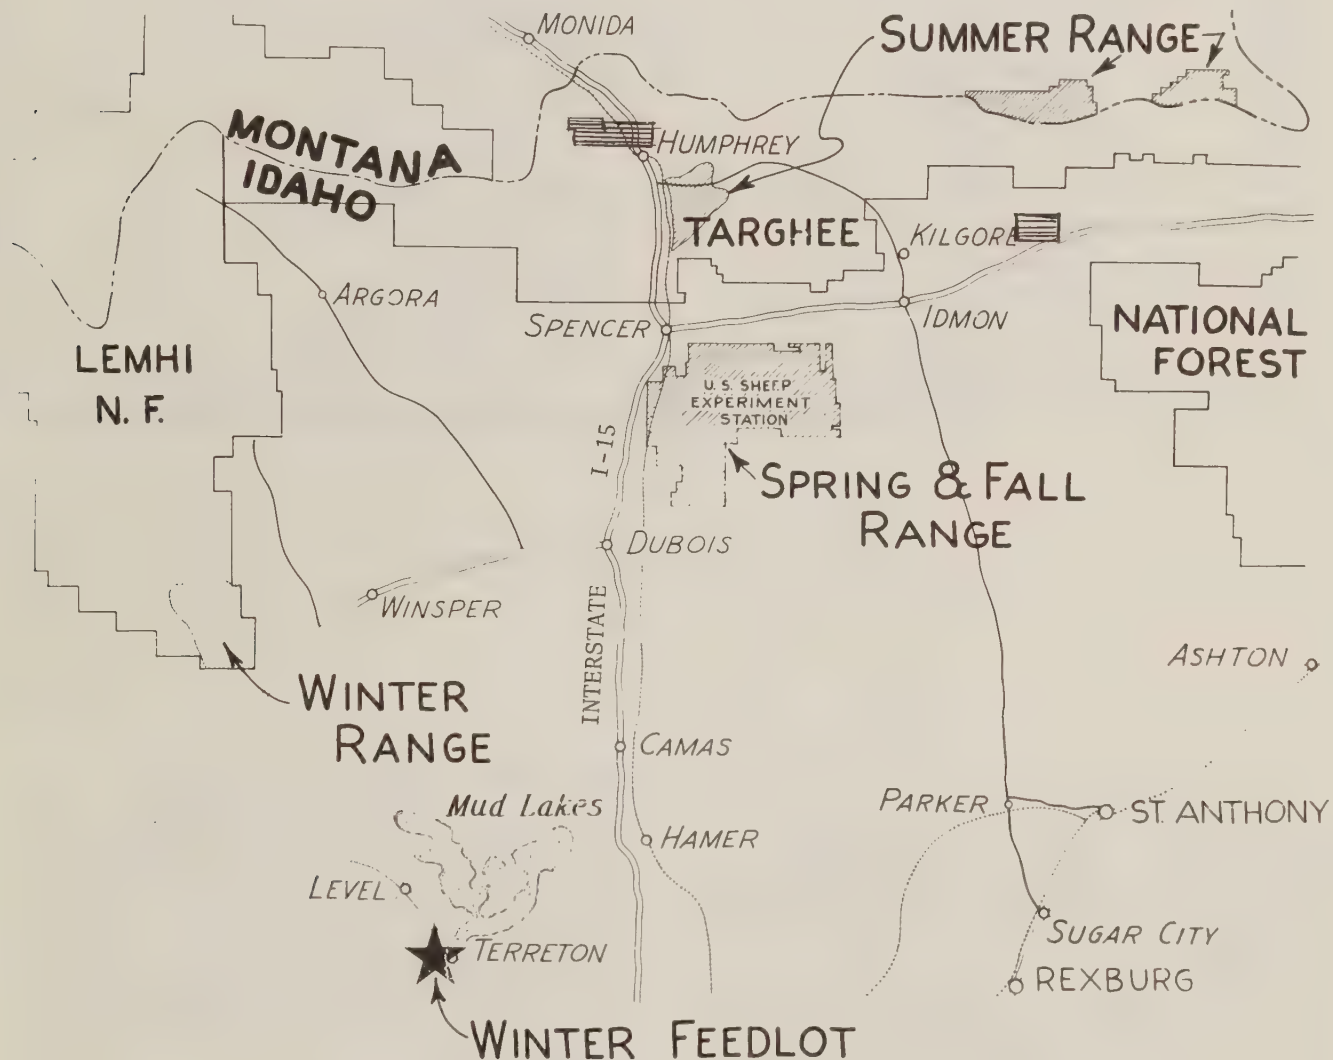 MONIDA
SUMMER RANGE
MONTANA
IDAHO
HUMPHREY
TARGHEE
KILGORE
ARGORA
SPENCER
IDMON
NATIONAL
FOREST
LEMHI
N. F.
U. S. SHEEP
EXPERIMENT
STATION
I-15
SPRING & FALL
RANGE
DUBOIS
WINSPER
INTERSTATE
ASHTON
WINTER
RANGE
CAMAS
Mud Lakes
PARKER
ST. ANTHONY
HAMER
LEVEL
SUGAR CITY
TERRETON
REXBURG
WINTER FEEDLOT